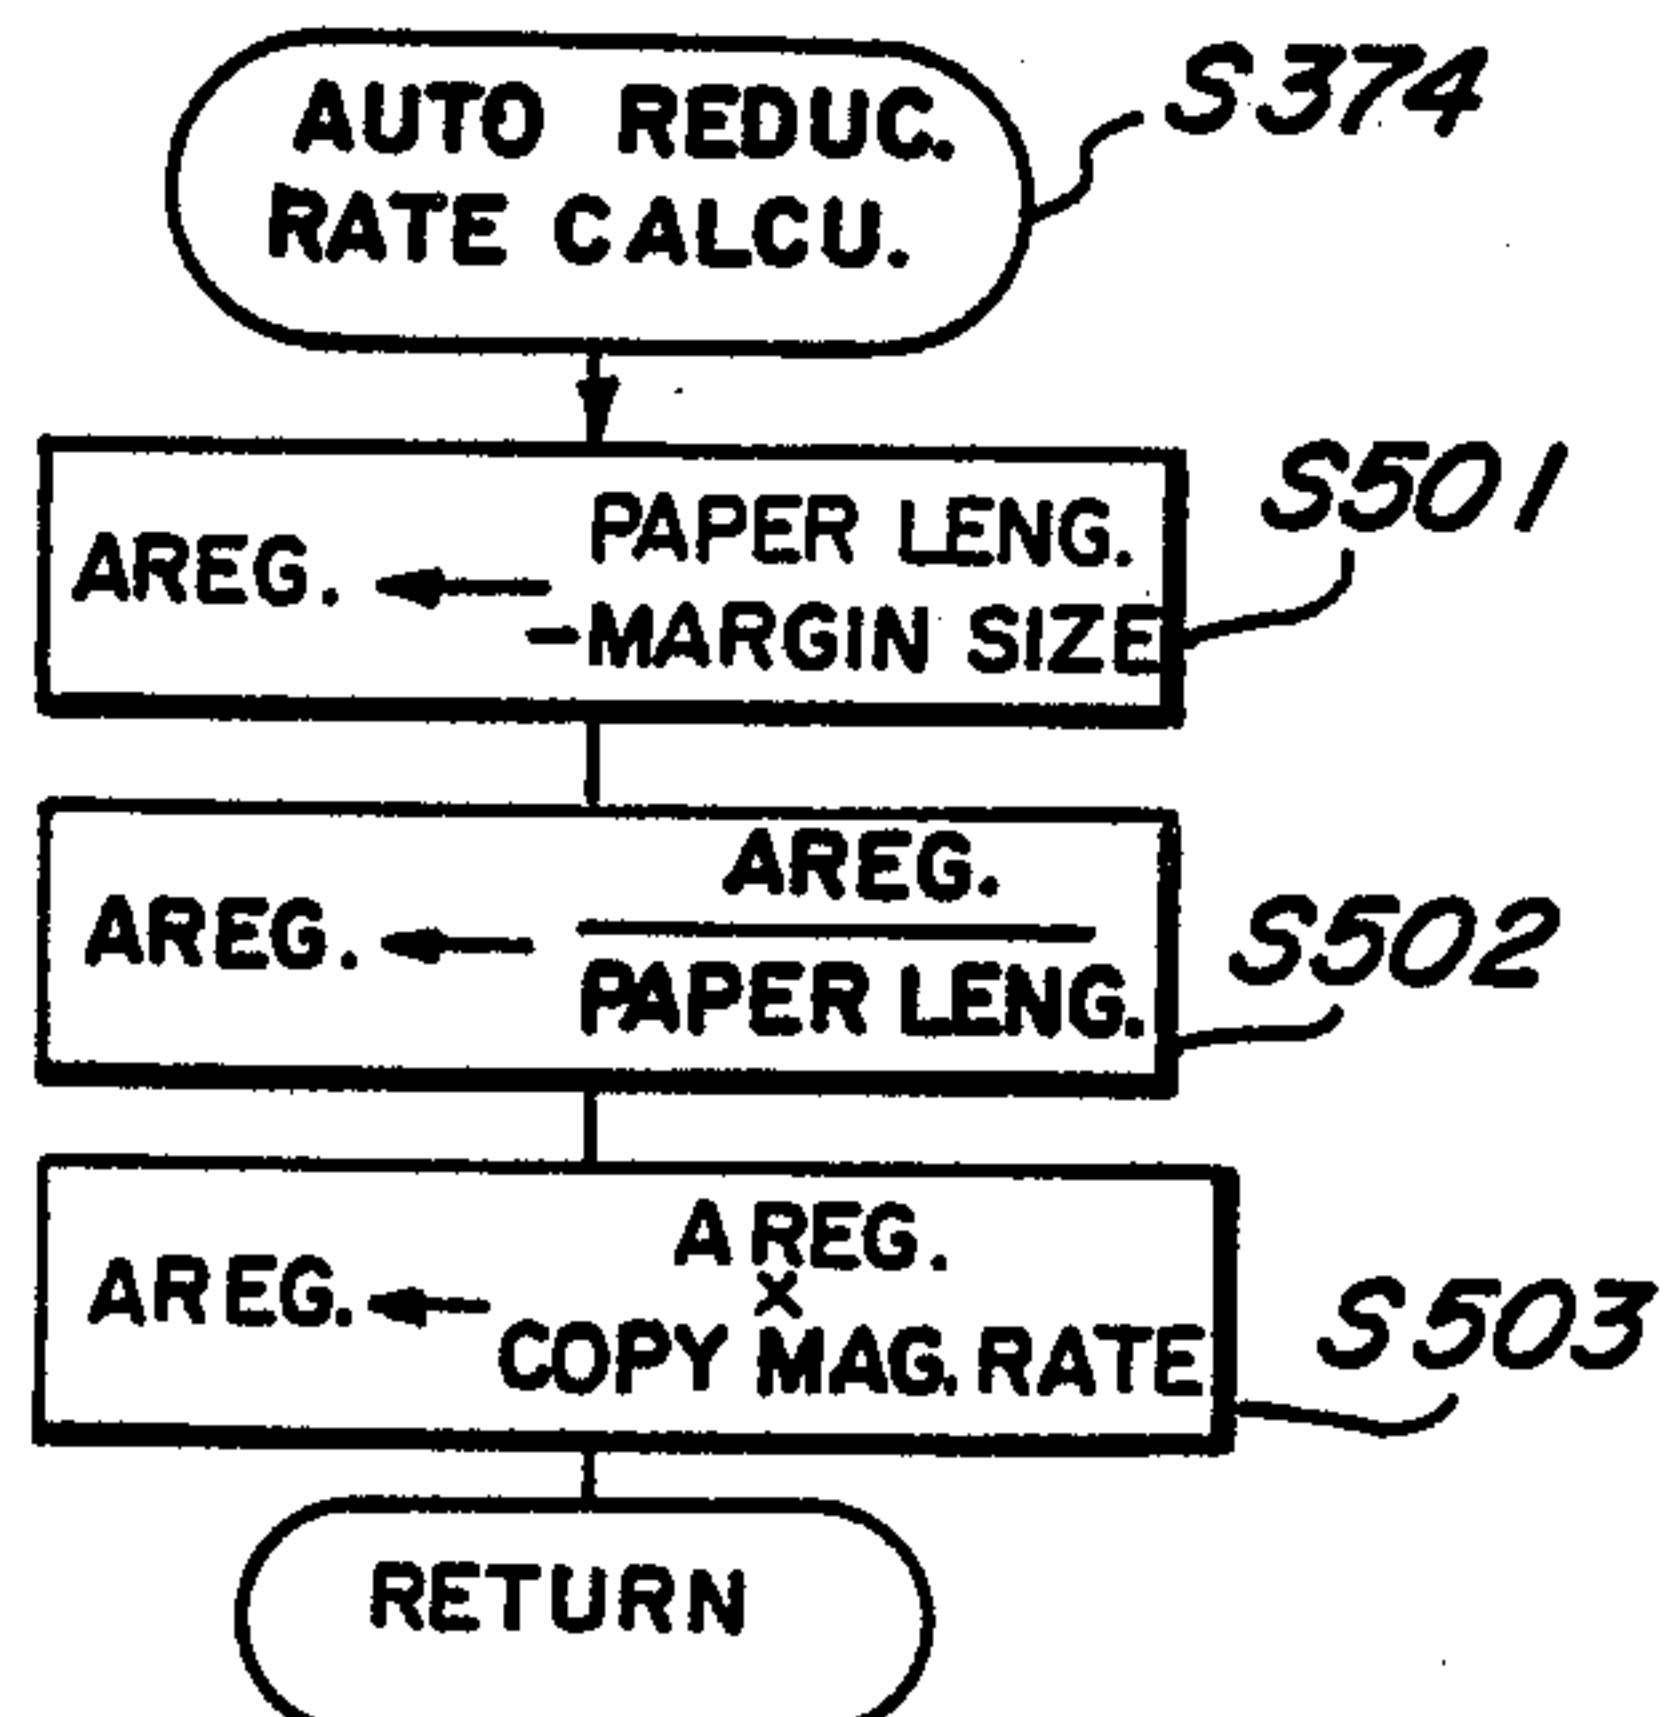 AUTO REDUC.
RATE CALCU.
S374
AREG. ← PAPER LENG.
-MARGIN SIZE
S501
AREG. ← AREG.
PAPER LENG.
S502
AREG. ← A REG.
×
COPY MAG. RATE
S503
RETURN